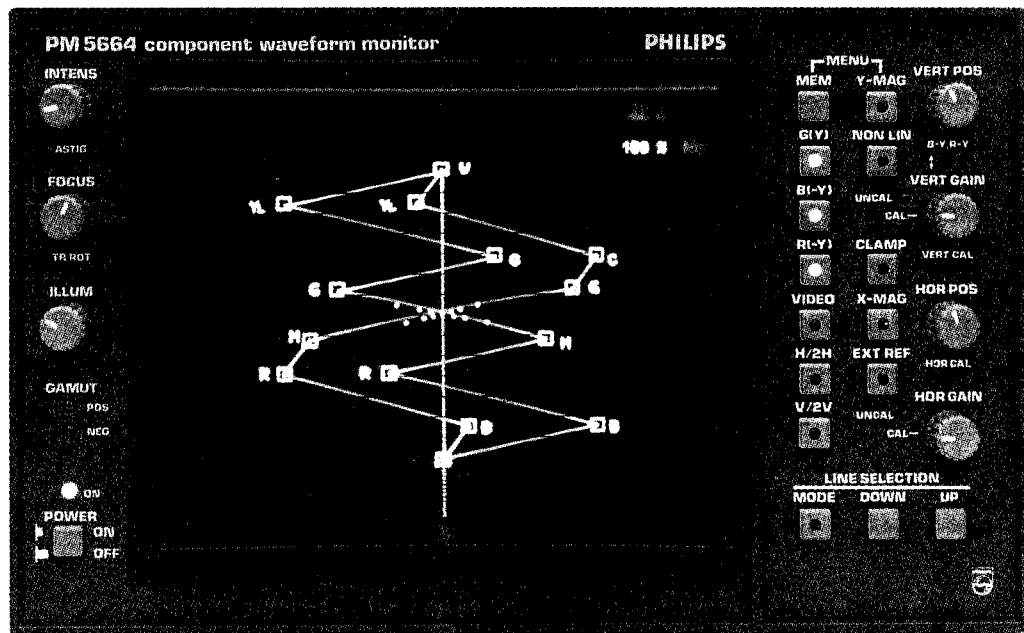 PM 5664 component waveform monitor
PHILIPS
INTENS
ASTIG
FOCUS
TR ROT
ILLUM
GAMUT
POS
NEG
ON
POWER
ON
OFF
100 %
W
YL YL
G C
G G
M M
R R
B B
MENU
MEM Y-MAG
G(Y) NON LIN
B(-Y)
R(-Y) CLAMP
VIDEO X-MAG
H/2H EXT REF
V/2V
VERT POS
B-Y, R-Y
VERT GAIN
UNCAL
CAL
VERT CAL
HOR POS
HOR CAL
HOR GAIN
UNCAL
CAL
LINE SELECTION
MODE DOWN UP